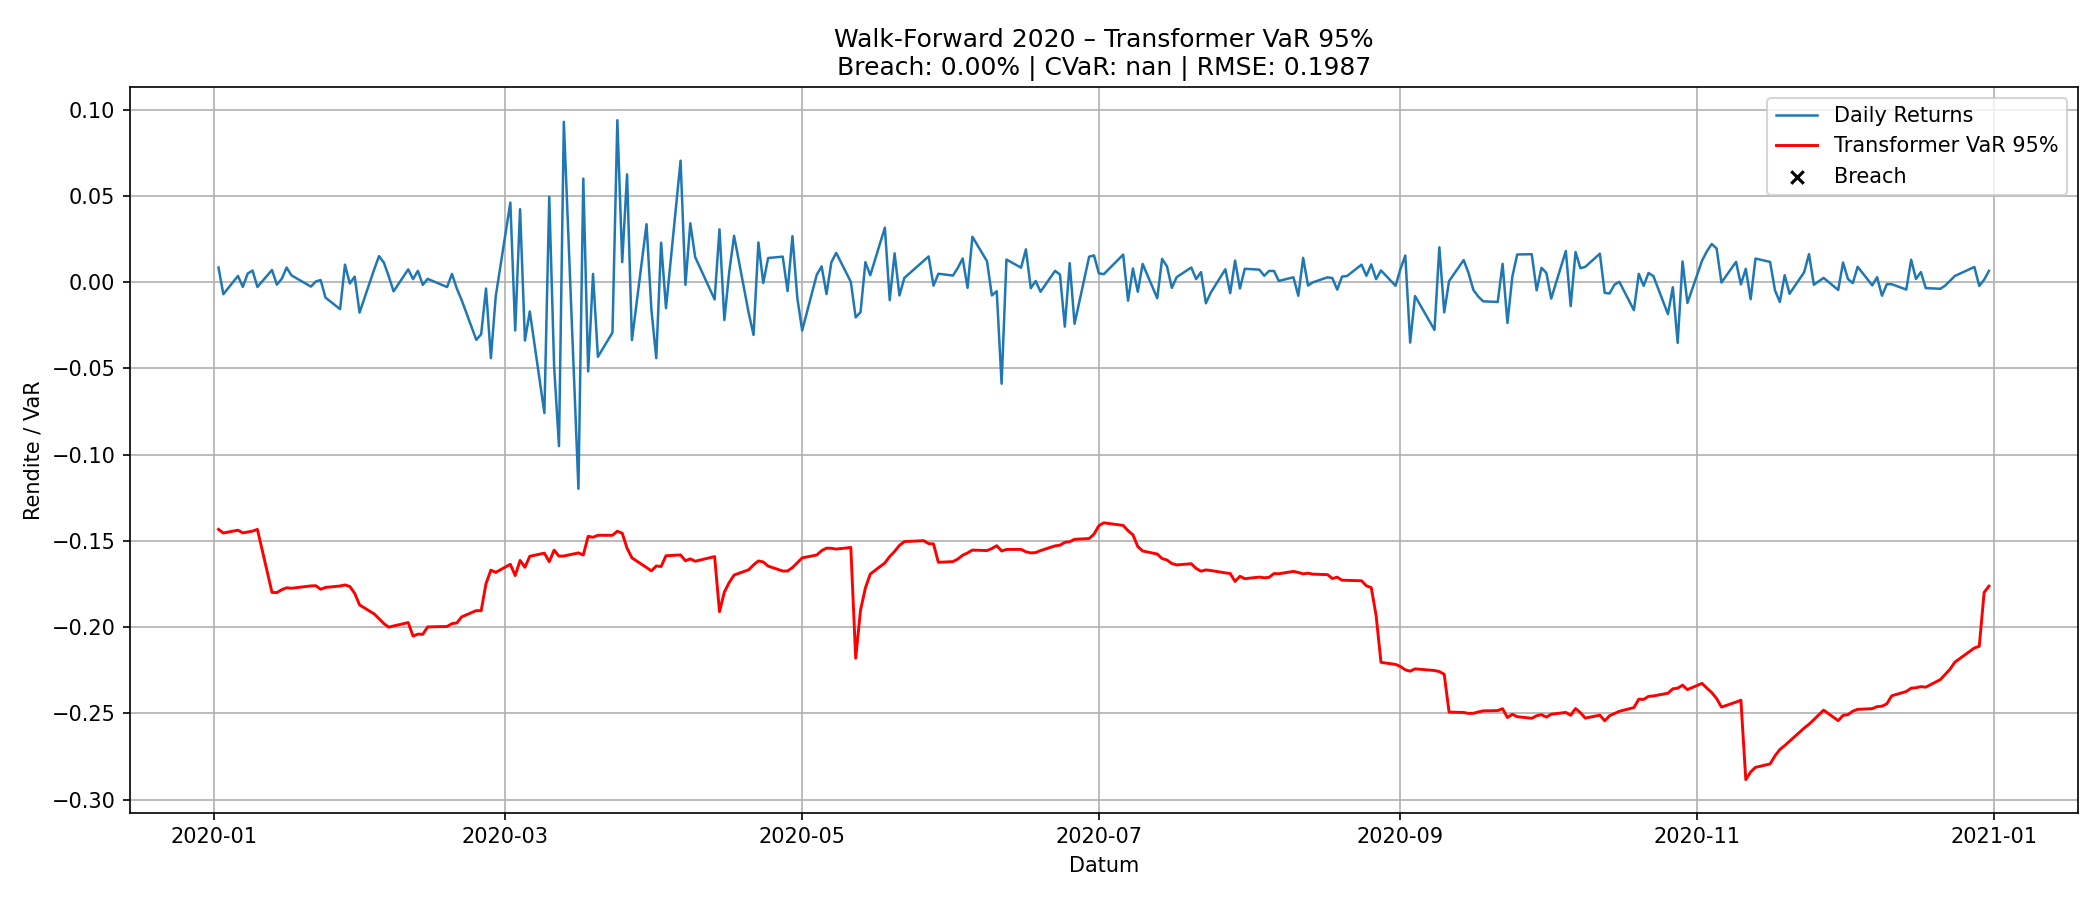 Walk-Forward 2020 – Transformer VaR 95%
Breach: 0.00% | CVaR: nan | RMSE: 0.1987
Daily Returns
Transformer VaR 95%
Breach
Rendite / VaR
0.10
0.05
0.00
−0.05
−0.10
−0.15
−0.20
−0.25
−0.30
2020-01 2020-03 2020-05 2020-07 2020-09 2020-11 2021-01
Datum